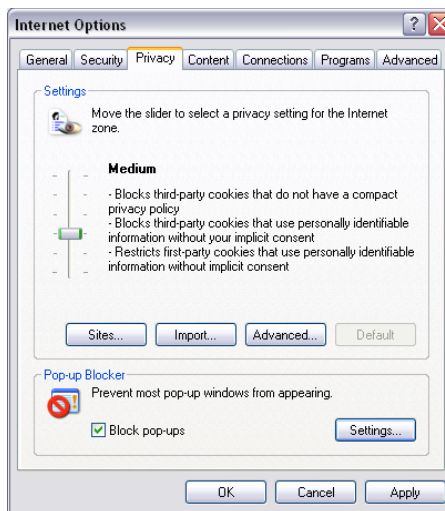 Internet Options
General Security Privacy Content Connections Programs Advanced
Settings
Move the slider to select a privacy setting for the Internet
zone.
Medium
- Blocks third-party cookies that do not have a compact
privacy policy
- Blocks third-party cookies that use personally identifiable
information without your implicit consent
- Restricts first-party cookies that use personally identifiable
information without implicit consent
Sites... Import... Advanced... Default
Pop-up Blocker
Prevent most pop-up windows from appearing.
Block pop-ups Settings...
OK Cancel Apply